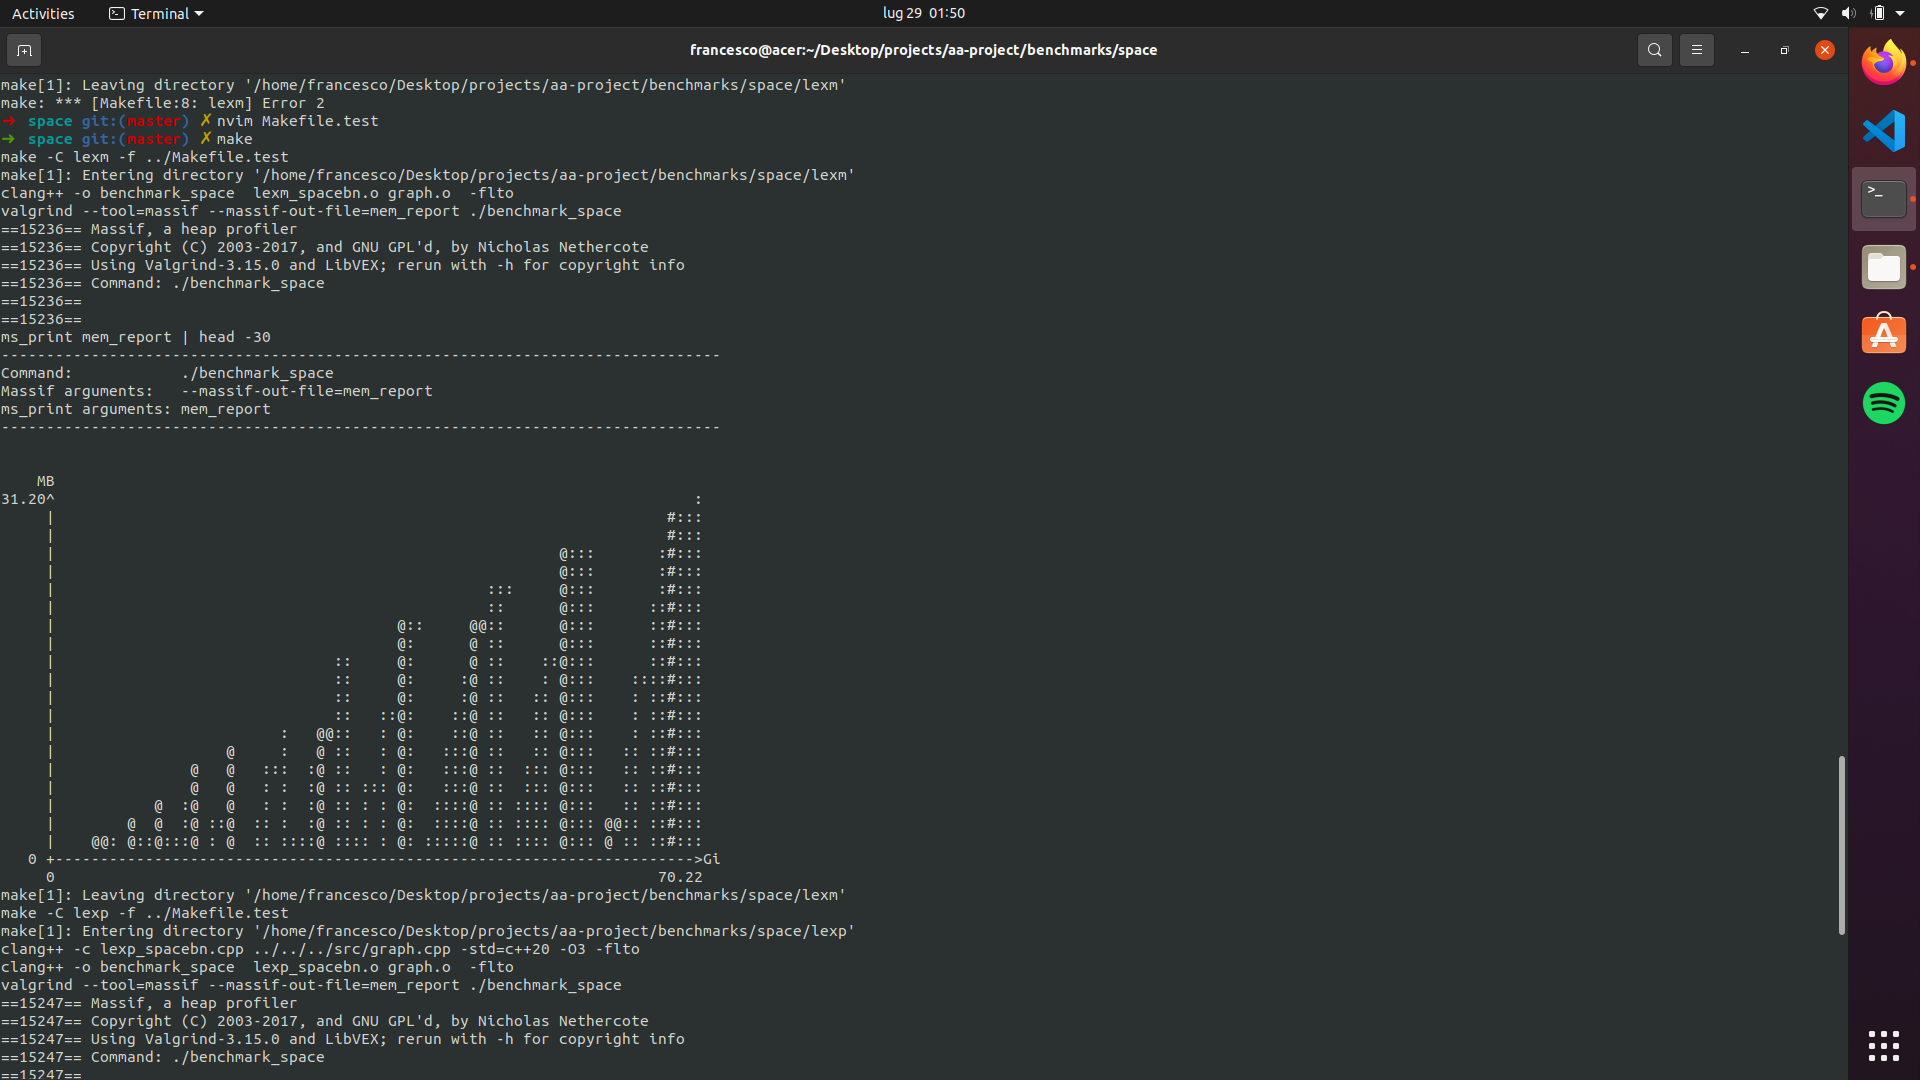 Activities Terminal lug 29 01:50
francesco@acer:~/Desktop/projects/aa-project/benchmarks/space
make[1]: Leaving directory '/home/francesco/Desktop/projects/aa-project/benchmarks/space/lexm'
make: *** [Makefile:8: lexm] Error 2
➜  space git:(master) ✗ nvim Makefile.test
➜  space git:(master) ✗ make
make -C lexm -f ../Makefile.test
make[1]: Entering directory '/home/francesco/Desktop/projects/aa-project/benchmarks/space/lexm'
clang++ -o benchmark_space  lexm_spacebn.o graph.o  -flto
valgrind --tool=massif --massif-out-file=mem_report ./benchmark_space
==15236== Massif, a heap profiler
==15236== Copyright (C) 2003-2017, and GNU GPL'd, by Nicholas Nethercote
==15236== Using Valgrind-3.15.0 and LibVEX; rerun with -h for copyright info
==15236== Command: ./benchmark_space
==15236==
==15236==
ms_print mem_report | head -30
--------------------------------------------------------------------------------
Command:            ./benchmark_space
Massif arguments:   --massif-out-file=mem_report
ms_print arguments: mem_report
--------------------------------------------------------------------------------
    MB
31.20^                                                                       :
     |                                                                    #:::
     |                                                                    #:::
     |                                                        @:::       :#:::
     |                                                        @:::       :#:::
     |                                                :::     @:::       :#:::
     |                                                ::      @:::      ::#:::
     |                                      @::     @@::      @:::      ::#:::
     |                                      @:      @ ::      @:::      ::#:::
     |                               ::     @:      @ ::    ::@:::      ::#:::
     |                               ::     @:     :@ ::    : @:::    ::::#:::
     |                               ::     @:     :@ ::   :: @:::    : ::#:::
     |                               ::   ::@:    ::@ ::   :: @:::    : ::#:::
     |                         :   @@::   : @:    ::@ ::   :: @:::    : ::#:::
     |                   @     :   @ ::   : @:   :::@ ::   :: @:::   :: ::#:::
     |               @   @   :::  :@ ::   : @:   :::@ ::  ::: @:::   :: ::#:::
     |               @   @   : :  :@ :: ::: @:   :::@ ::  ::: @:::   :: ::#:::
     |           @  :@   @   : :  :@ :: : : @:  ::::@ :: :::: @:::   :: ::#:::
     |        @  @  :@ ::@  :: :  :@ :: : : @:  ::::@ :: :::: @::: @@:: ::#:::
     |    @@: @::@:::@ : @  :: ::::@ :::: : @: :::::@ :: :::: @::: @ :: ::#:::
   0 +----------------------------------------------------------------------->Gi
     0                                                                   70.22
make[1]: Leaving directory '/home/francesco/Desktop/projects/aa-project/benchmarks/space/lexm'
make -C lexp -f ../Makefile.test
make[1]: Entering directory '/home/francesco/Desktop/projects/aa-project/benchmarks/space/lexp'
clang++ -c lexp_spacebn.cpp ../../../src/graph.cpp -std=c++20 -O3 -flto
clang++ -o benchmark_space  lexp_spacebn.o graph.o  -flto
valgrind --tool=massif --massif-out-file=mem_report ./benchmark_space
==15247== Massif, a heap profiler
==15247== Copyright (C) 2003-2017, and GNU GPL'd, by Nicholas Nethercote
==15247== Using Valgrind-3.15.0 and LibVEX; rerun with -h for copyright info
==15247== Command: ./benchmark_space
==15247==